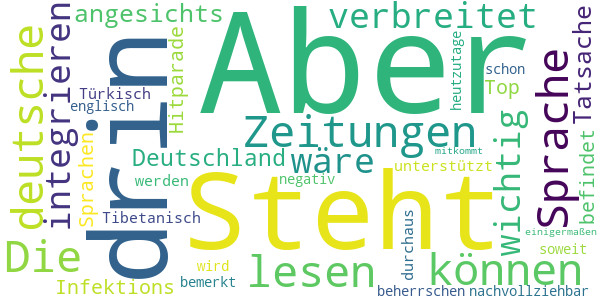 angesichts
verbreitet
Aber
drin
deutsche
integrieren
Türkisch
englisch
Hitparade
heutzutage
schon
Top
Tatsache
Sprache
Zeitungen
wäre
mitkommt
wichtig
Deutschland
unterstützt
Sprachen
werden
negativ
Steht
befindet
Tibetanisch
einigermaßen
Die
lesen
können
durchaus
soweit
wird
Infektions
bemerkt
beherrschen
nachvollziehbar